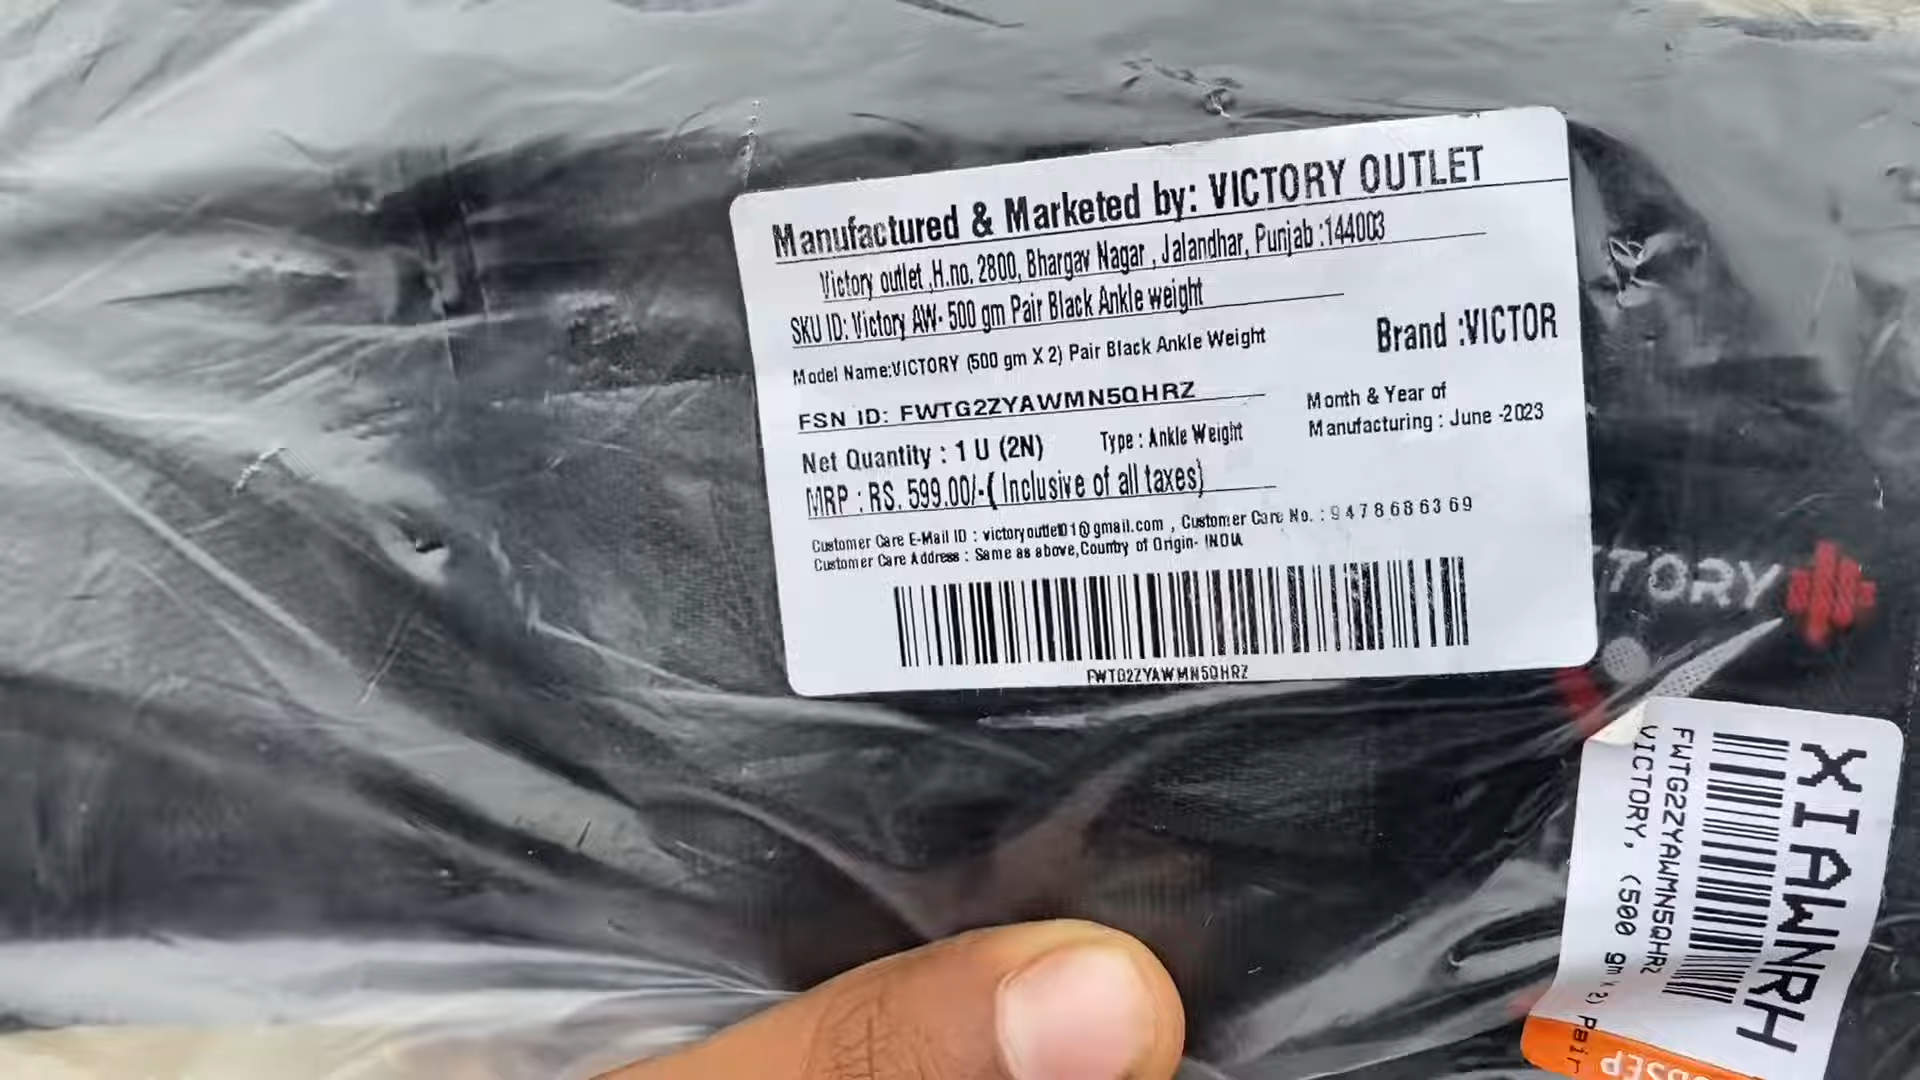 Manufactured & Marketed by: VICTORY OUTLET
Victory outlet ,H.no. 2800, Bhargav Nagar , Jalandhar, Punjab :144003
SKU ID: Victory AW- 500 gm Pair Black Ankle weight
Brand :VICTOR
Model Name:VICTORY (500 gm X 2) Pair Black Ankle Weight
FSN ID: FWTG2ZYAWMN5QHRZ
Month & Year of
Manufacturing : June -2023
Net Quantity : 1 U (2N) Type : Ankle Weight
MRP : RS. 599.00/-( Inclusive of all taxes)
Customer Care E-Mail ID : victoryoutlet01@gmail.com , Customer Care No. : 9478686369
Customer Care Address : Same as above,Country of Origin- INDIA
FWTG2ZYAWMN5QHRZ
TORY
XIAWNRH
FWTG2ZYAWMN5QHRZ
VICTORY, (500 gm x 2) Pair